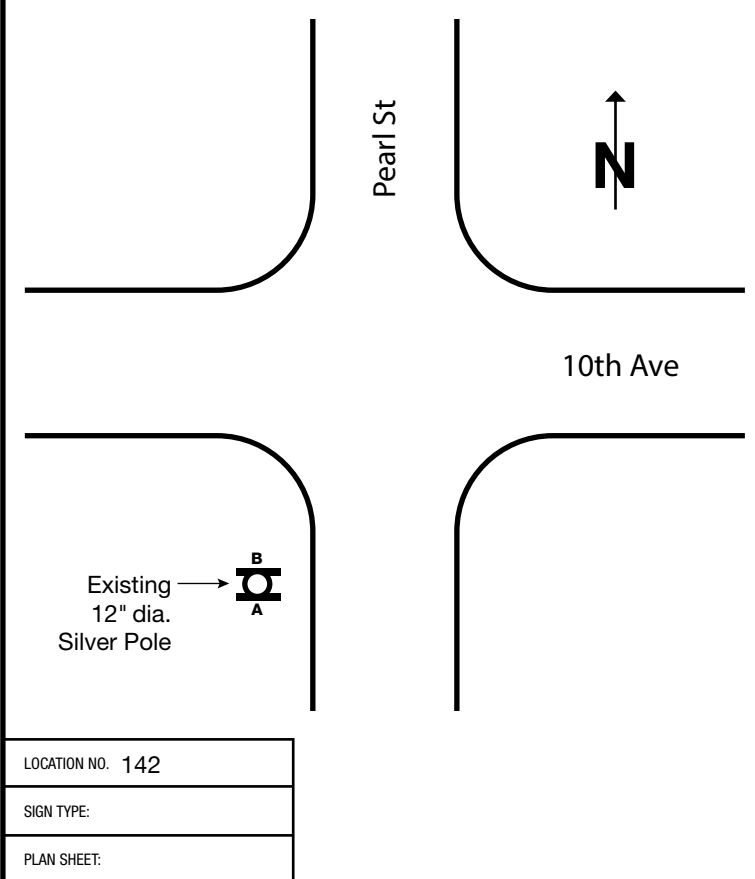 Pearl St
N
10th Ave
B
Existing
12" dia.
Silver Pole
A
LOCATION NO. 142
SIGN TYPE:
PLAN SHEET: